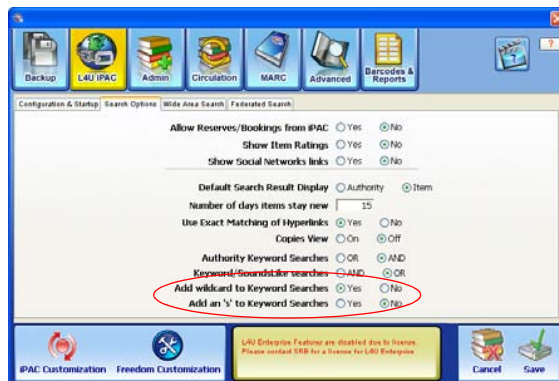 Backup L4U iPAC Admin Circulation MARC Advanced Barcodes & Reports
Configuration & Startup Search Options Wide Area Search Federated Search
Allow Reserves/Bookings from iPAC Yes No
Show Item Ratings Yes No
Show Social Networks links Yes No
Default Search Result Display Authority Item
Number of days items stay new 15
Use Exact Matching of Hyperlinks Yes No
Copies View On Off
Authority Keyword Searches OR AND
Keyword/SoundsLike searches AND OR
Add wildcard to Keyword Searches Yes No
Add an 's' to Keyword Searches Yes No
L4U Enterprise Features are disabled due to license.
Please contact SRB for a license for L4U Enterprise
iPAC Customization Freedom Customization Cancel Save